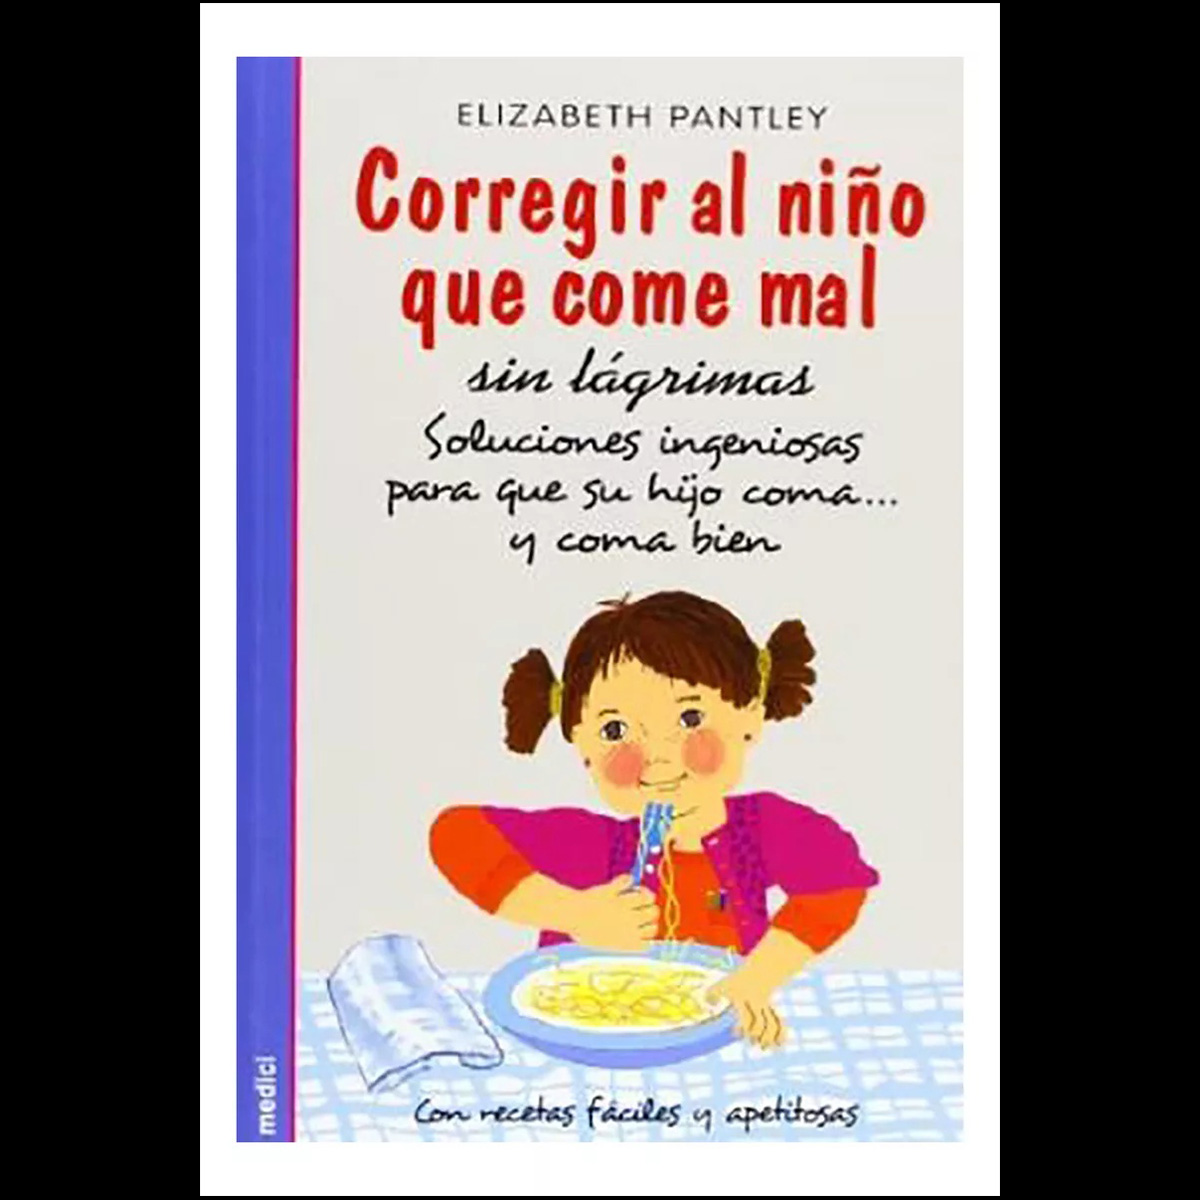 ELIZABETH PANTLEY
Corregir al niño
que come mal
sin lágrimas
Soluciones ingeniosas
para que su hijo coma...
y coma bien
Con recetas fáciles y apetitosas
medici